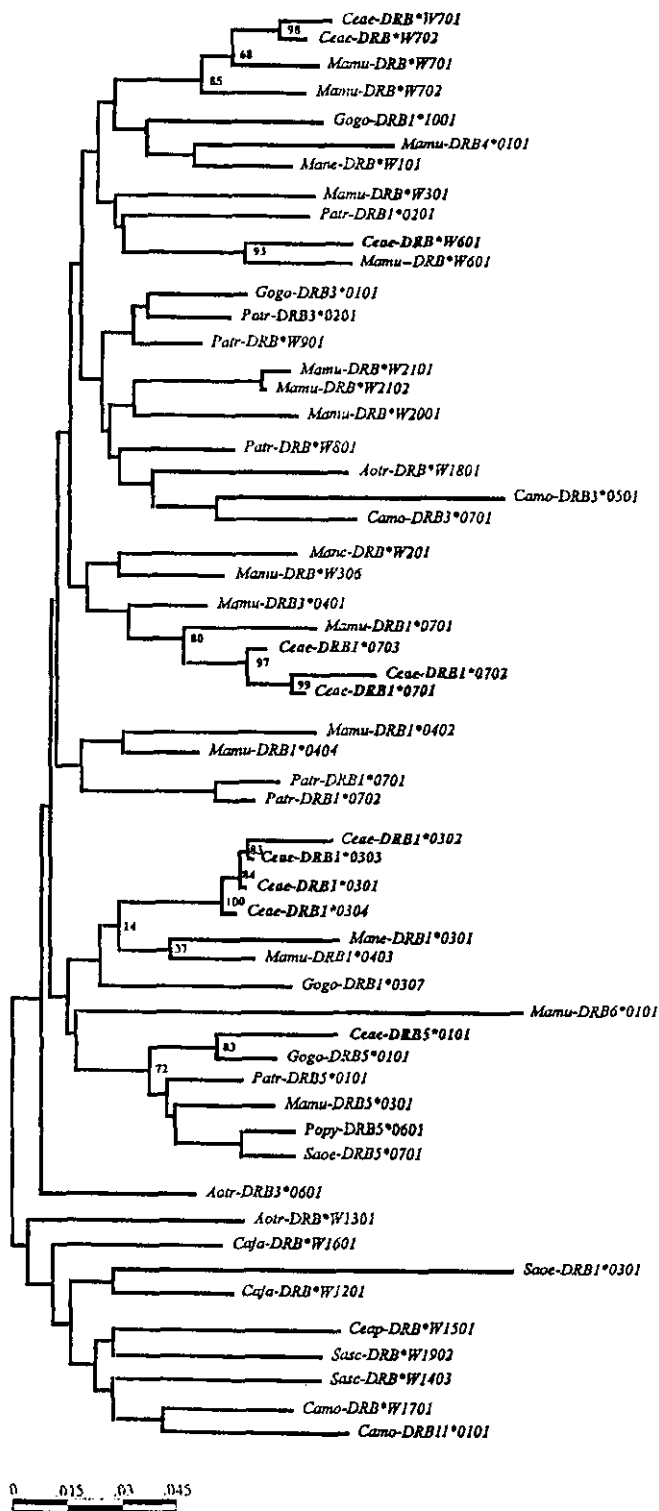 Ceae-DRB*W701
98
Ceae-DRB*W702
68
Mamu-DRB*W701
85
Mamu-DRB*W702
Gogo-DRB1*1001
Mamu-DRB4*0101
Mane-DRB*W101
Mamu-DRB*W301
Patr-DRB1*0201
Ceae-DRB*W601
93
Mamu-DRB*W601
Gogo-DRB3*0101
Patr-DRB3*0201
Patr-DRB*W901
Mamu-DRB*W2101
Mamu-DRB*W2102
Mamu-DRB*W2001
Patr-DRB*W801
Aotr-DRB*W1801
Camo-DRB3*0501
Camo-DRB3*0701
Mane-DRB*W201
Mamu-DRB*W306
Mamu-DRB3*0401
Mamu-DRB1*0701
80
Ceae-DRB1*0703
97
Ceae-DRB1*0702
99
Ceae-DRB1*0701
Mamu-DRB1*0402
Mamu-DRB1*0404
Patr-DRB1*0701
Patr-DRB1*0702
Ceae-DRB1*0302
83
Ceae-DRB1*0303
84
Ceae-DRB1*0301
100
Ceae-DRB1*0304
14
Mane-DRB1*0301
37
Mamu-DRB1*0403
Gogo-DRB1*0307
Mamu-DRB6*0101
Ceae-DRB5*0101
83
Gogo-DRB5*0101
72
Patr-DRB5*0101
Mamu-DRB5*0301
Popy-DRB5*0601
Saoe-DRB5*0701
Aotr-DRB3*0601
Aotr-DRB*W1301
Caja-DRB*W1601
Saoe-DRB1*0301
Caja-DRB*W1201
Ceap-DRB*W1501
Sasc-DRB*W1902
Sasc-DRB*W1403
Camo-DRB*W1701
Camo-DRB11*0101
0 .015 .03 .045